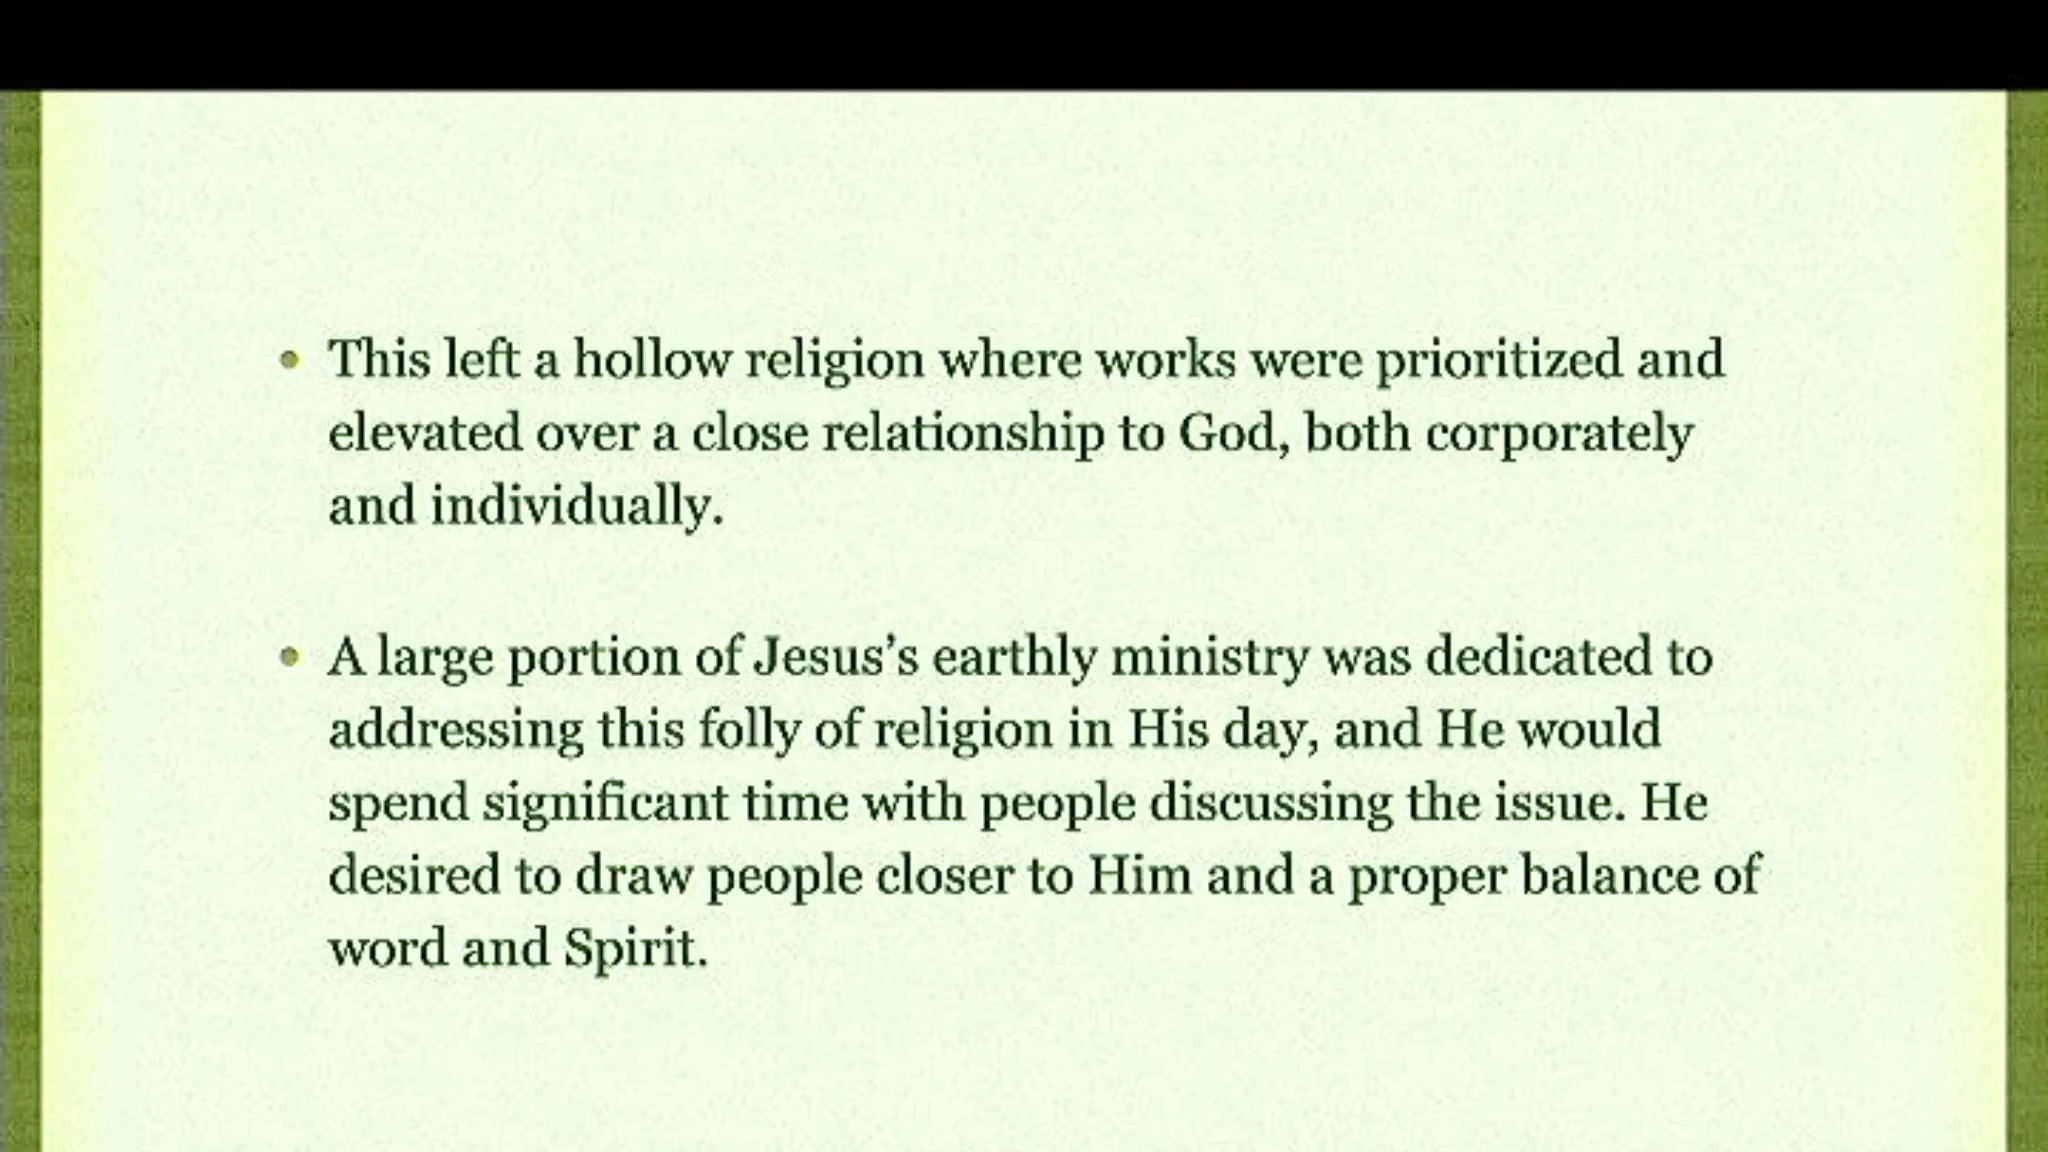 • This left a hollow religion where works were prioritized and
elevated over a close relationship to God, both corporately
and individually.
• A large portion of Jesus’s earthly ministry was dedicated to
addressing this folly of religion in His day, and He would
spend significant time with people discussing the issue. He
desired to draw people closer to Him and a proper balance of
word and Spirit.